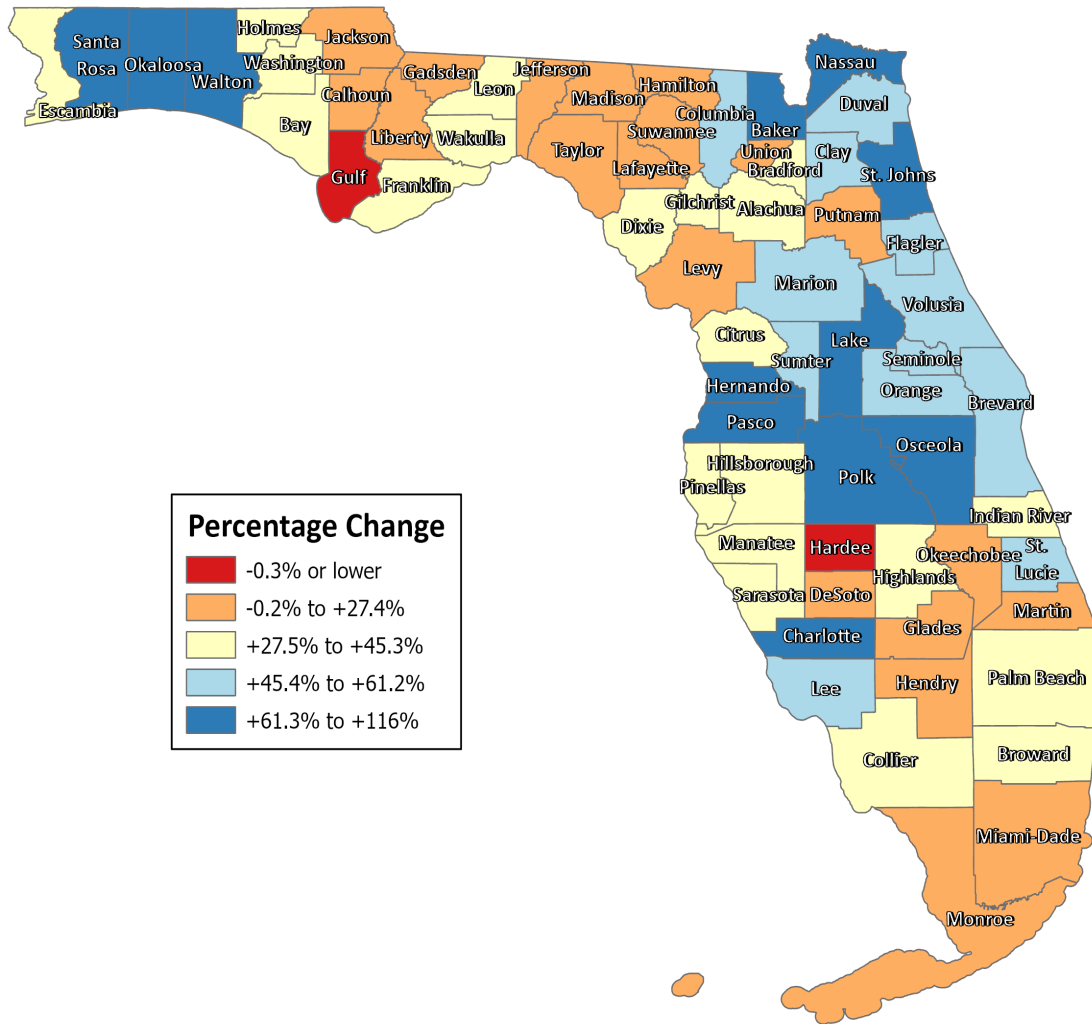 Holmes
Jackson
Santa
Rosa
Okaloosa
Walton
Washington
Escambia
Bay
Calhoun
Gadsden
Leon
Jefferson
Madison
Hamilton
Liberty
Wakulla
Gulf
Franklin
Taylor
Suwannee
Lafayette
Columbia
Baker
Nassau
Duval
Union
Bradford
Clay
St. Johns
Gilchrist
Alachua
Putnam
Dixie
Flagler
Levy
Marion
Volusia
Citrus
Sumter
Lake
Seminole
Orange
Brevard
Hernando
Pasco
Osceola
Hillsborough
Pinellas
Polk
Indian River
Manatee
Hardee
Okeechobee
St.
Lucie
Highlands
Sarasota
DeSoto
Martin
Charlotte
Glades
Lee
Hendry
Palm Beach
Collier
Broward
Miami-Dade
Monroe
Percentage Change
-0.3% or lower
-0.2% to +27.4%
+27.5% to +45.3%
+45.4% to +61.2%
+61.3% to +116%